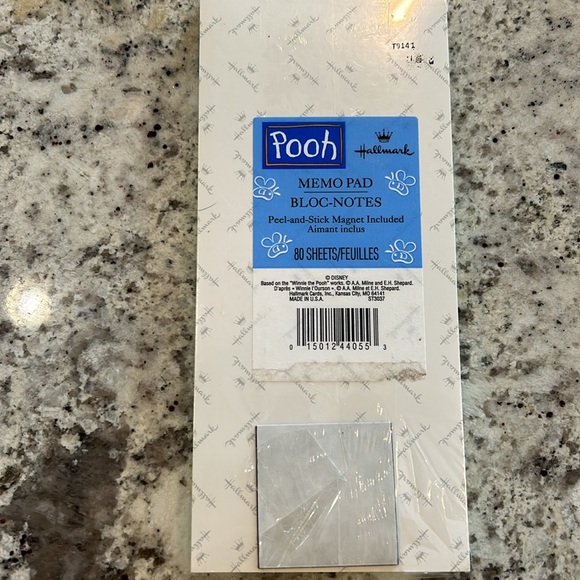 T9141
Pooh
Hallmark
MEMO PAD
BLOC-NOTES
Peel-and-Stick Magnet Included
Aimant inclus
80 SHEETS/FEUILLES
© DISNEY
Based on the "Winnie the Pooh" works. © A.A. Milne and E.H. Shepard.
D'après « Winnie l'Ourson ». © A.A. Milne et E.H. Shepard.
Hallmark Cards, Inc., Kansas City, MO 64141
MADE IN U.S.A. ST3037
0 15012 44055 3
Hallmark